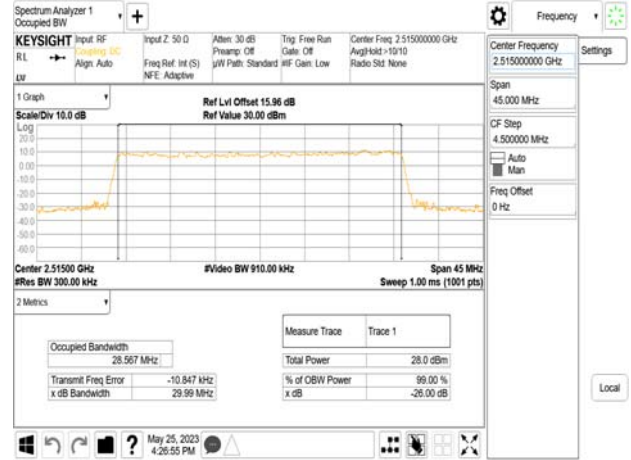 Spectrum Analyzer 1
Occupied BW
Frequency
KEYSIGHT
RL
LV
Input: RF
Coupling: DC
Align: Auto
Input Z: 50 Ω
Freq Ref: Int (S)
NFE: Adaptive
Atten: 30 dB
Preamp: Off
µW Path: Standard
Trig: Free Run
Gate: Off
#IF Gain: Low
Center Freq: 2.515000000 GHz
Avg|Hold:>10/10
Radio Std: None
Center Frequency
2.515000000 GHz
Settings
Span
45.000 MHz
CF Step
4.500000 MHz
Auto
Man
Freq Offset
0 Hz
Local
1 Graph
Scale/Div 10.0 dB
Ref Lvl Offset 15.96 dB
Ref Value 30.00 dBm
Log
20.0
10.0
0.00
-10.0
-20.0
-30.0
-40.0
-50.0
-60.0
Center 2.51500 GHz
#Video BW 910.00 kHz
Span 45 MHz
#Res BW 300.00 kHz
Sweep 1.00 ms (1001 pts)
2 Metrics
Measure Trace Trace 1
Occupied Bandwidth
28.567 MHz
Total Power 28.0 dBm
Transmit Freq Error -10.847 kHz
% of OBW Power 99.00 %
x dB Bandwidth 29.99 MHz
x dB -26.00 dB
?
May 25, 2023
4:26:55 PM